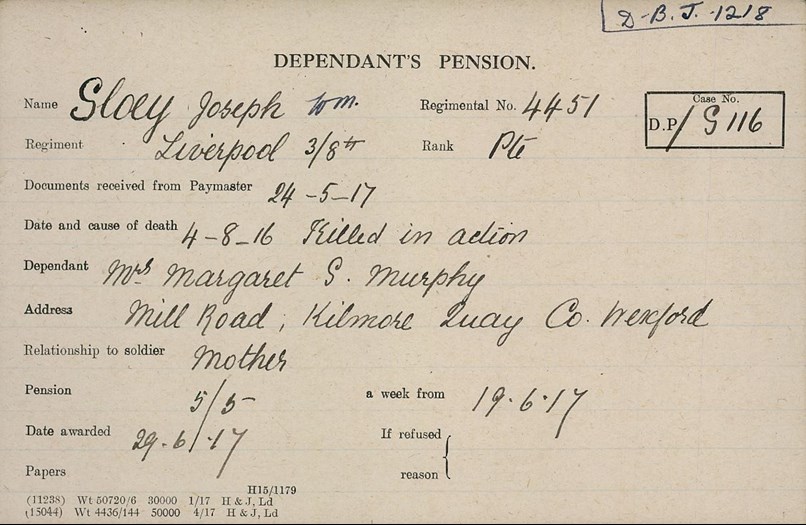 D-B.J. 1218
DEPENDANT'S PENSION.
Name Sloey Joseph Wm. Regimental No. 4451 Case No.
D.P/ S 116
Regiment Liverpool 3/8th Rank Pte
Documents received from Paymaster 24-5-17
Date and cause of death 4-8-16 Killed in action
Dependant Mrs Margaret S. Murphy
Address Mill Road, Kilmore Quay Co. Wexford
Relationship to soldier Mother
Pension 5/5 a week from 19.6.17
Date awarded 29.6.17 If refused
Papers reason
H15/1179
(11238) Wt 50720/6 30000 1/17 H & J, Ld
(15044) Wt 4436/144 50000 4/17 H & J, Ld